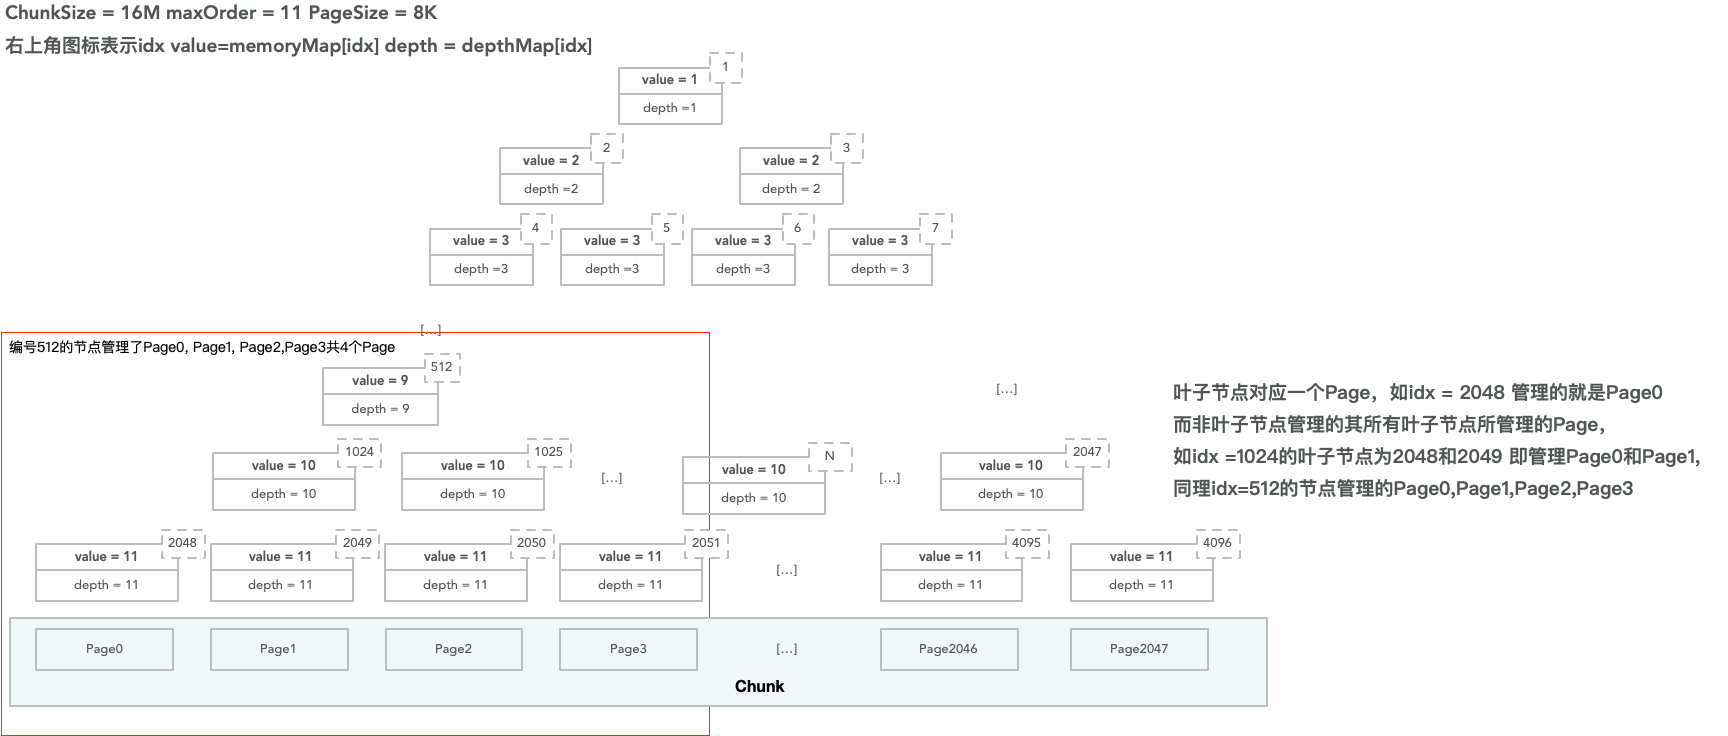 ChunkSize = 16M maxOrder = 11 PageSize = 8K
右上角图标表示idx value=memoryMap[idx] depth = depthMap[idx]
1
value = 1
depth =1
2
value = 2
depth =2
3
value = 2
depth = 2
4
value = 3
depth =3
5
value = 3
depth =3
6
value = 3
depth =3
7
value = 3
depth = 3
[...]
编号512的节点管理了Page0, Page1, Page2,Page3共4个Page
512
value = 9
depth = 9
[...]
叶子节点对应一个Page，如idx = 2048 管理的就是Page0
而非叶子节点管理的其所有叶子节点所管理的Page，
如idx =1024的叶子节点为2048和2049 即管理Page0和Page1,
同理idx=512的节点管理的Page0,Page1,Page2,Page3
1024
value = 10
depth = 10
1025
value = 10
depth = 10
[...]
N
value = 10
depth = 10
[...]
2047
value = 10
depth = 10
2048
value = 11
depth = 11
2049
value = 11
depth = 11
2050
value = 11
depth = 11
2051
value = 11
depth = 11
[...]
4095
value = 11
depth = 11
4096
value = 11
depth = 11
Page0
Page1
Page2
Page3
[...]
Page2046
Page2047
Chunk